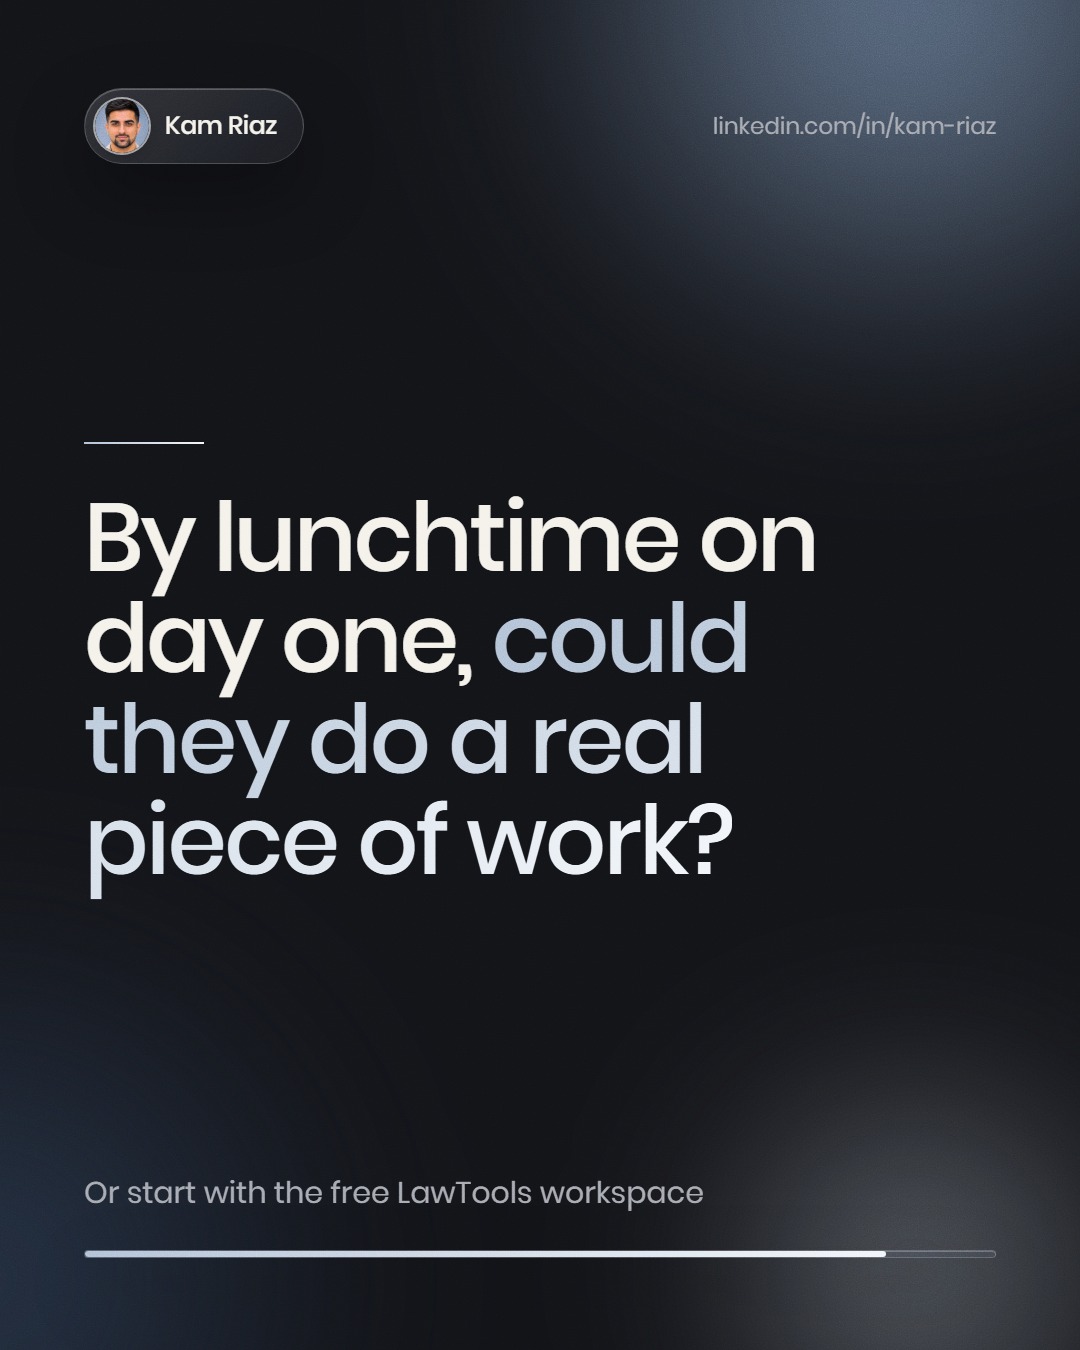 Kam Riaz
linkedin.com/in/kam-riaz
By lunchtime on
day one, could
they do a real
piece of work?
Or start with the free LawTools workspace